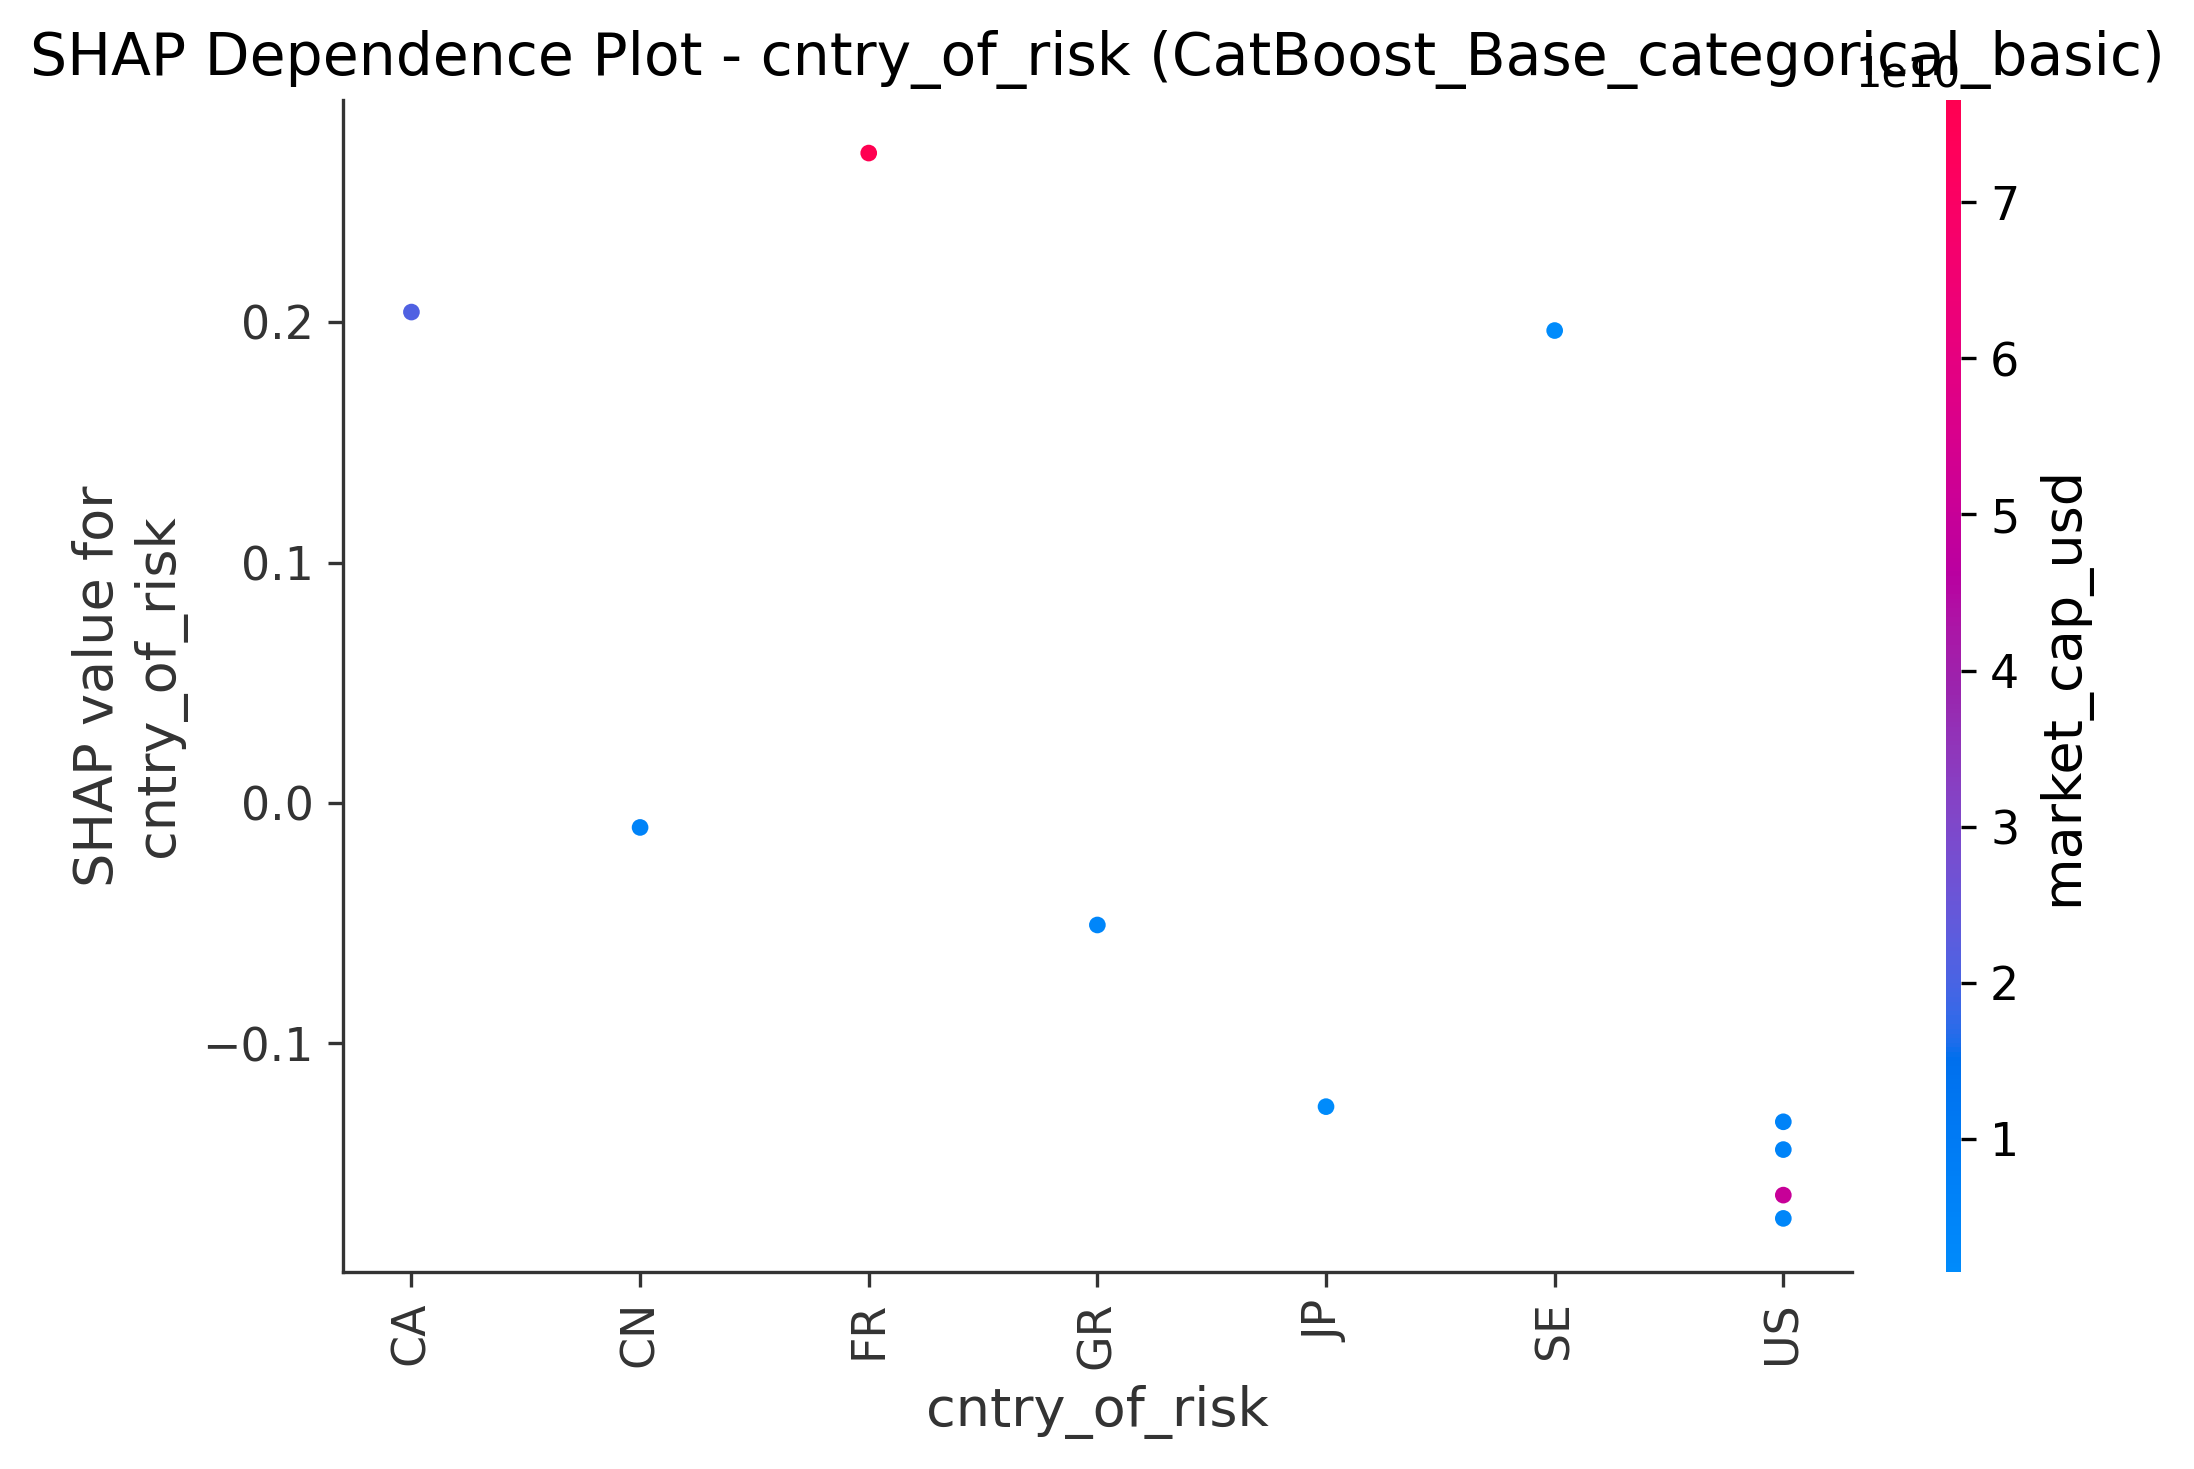 SHAP Dependence Plot - cntry_of_risk (CatBoost_Base_categorical_basic)
1e10
SHAP value for
cntry_of_risk
0.2
0.1
0.0
−0.1
CA
CN
FR
GR
JP
SE
US
cntry_of_risk
7
6
5
4
3
2
1
market_cap_usd